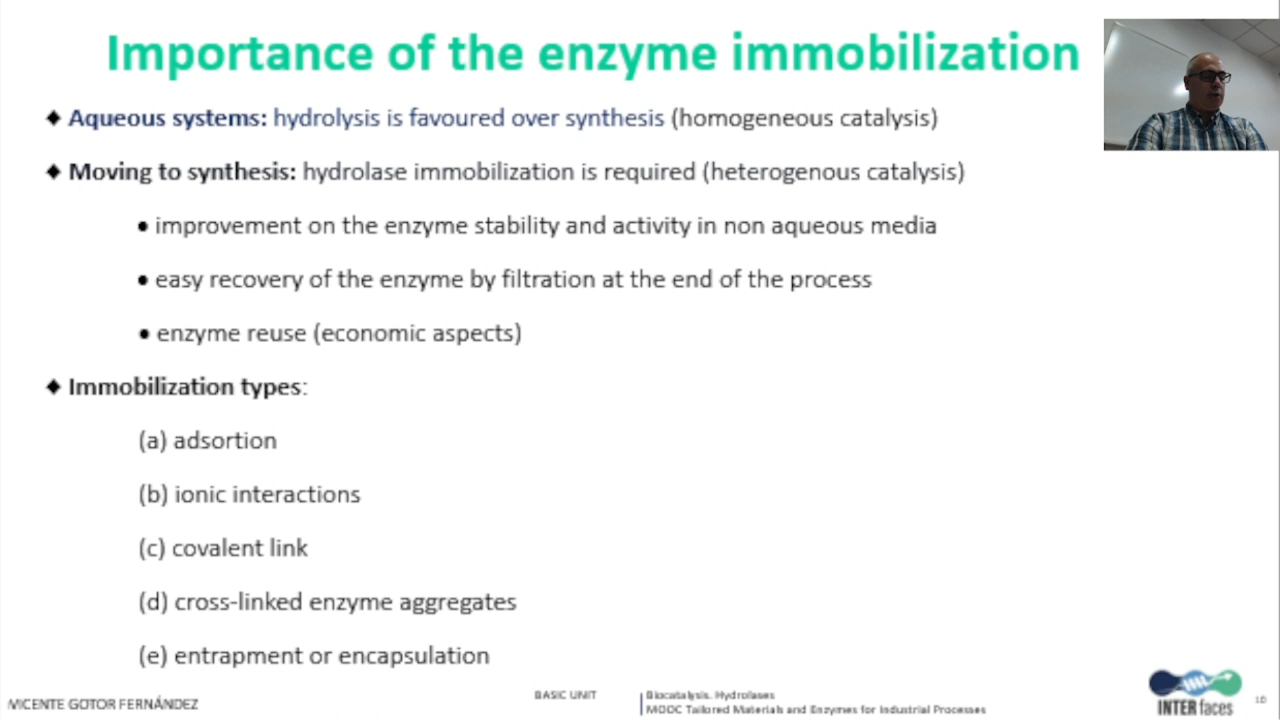 Importance of the enzyme immobilization
♦ Aqueous systems: hydrolysis is favoured over synthesis (homogeneous catalysis)
♦ Moving to synthesis: hydrolase immobilization is required (heterogenous catalysis)
• improvement on the enzyme stability and activity in non aqueous media
• easy recovery of the enzyme by filtration at the end of the process
• enzyme reuse (economic aspects)
♦ Immobilization types:
(a) adsortion
(b) ionic interactions
(c) covalent link
(d) cross-linked enzyme aggregates
(e) entrapment or encapsulation
VICENTE GOTOR FERNÁNDEZ
BASIC UNIT
Biocatalysis. Hydrolases
MOOC Tailored Materials and Enzymes for Industrial Processes
INTERfaces
10